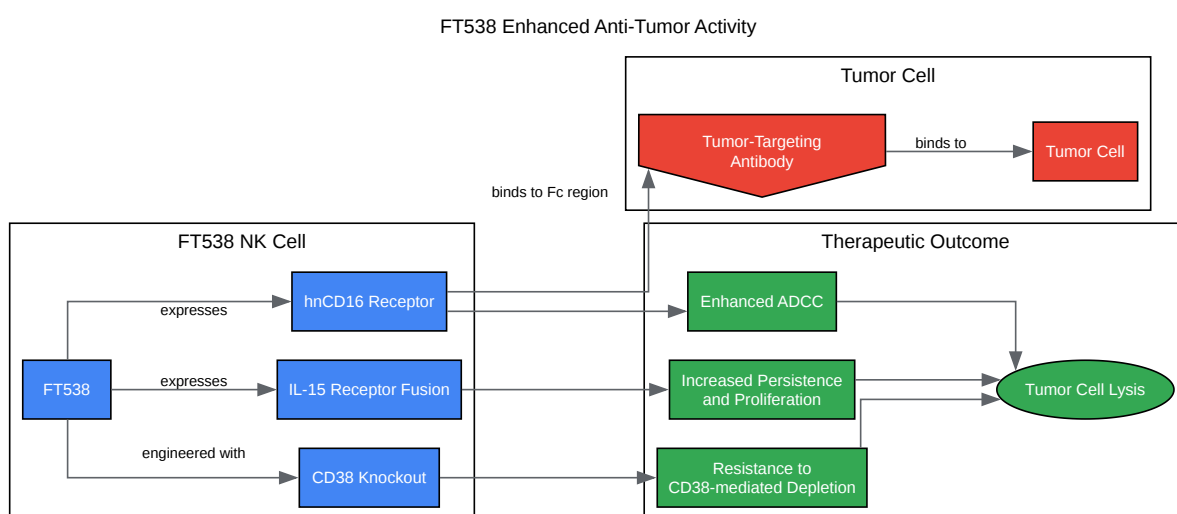 FT538 Enhanced Anti-Tumor Activity
Tumor Cell
Tumor-Targeting
Antibody
binds to
Tumor Cell
binds to Fc region
FT538 NK Cell
Therapeutic Outcome
hnCD16 Receptor
Enhanced ADCC
expresses
FT538
expresses
IL-15 Receptor Fusion
Increased Persistence
and Proliferation
Tumor Cell Lysis
engineered with
CD38 Knockout
Resistance to
CD38-mediated Depletion